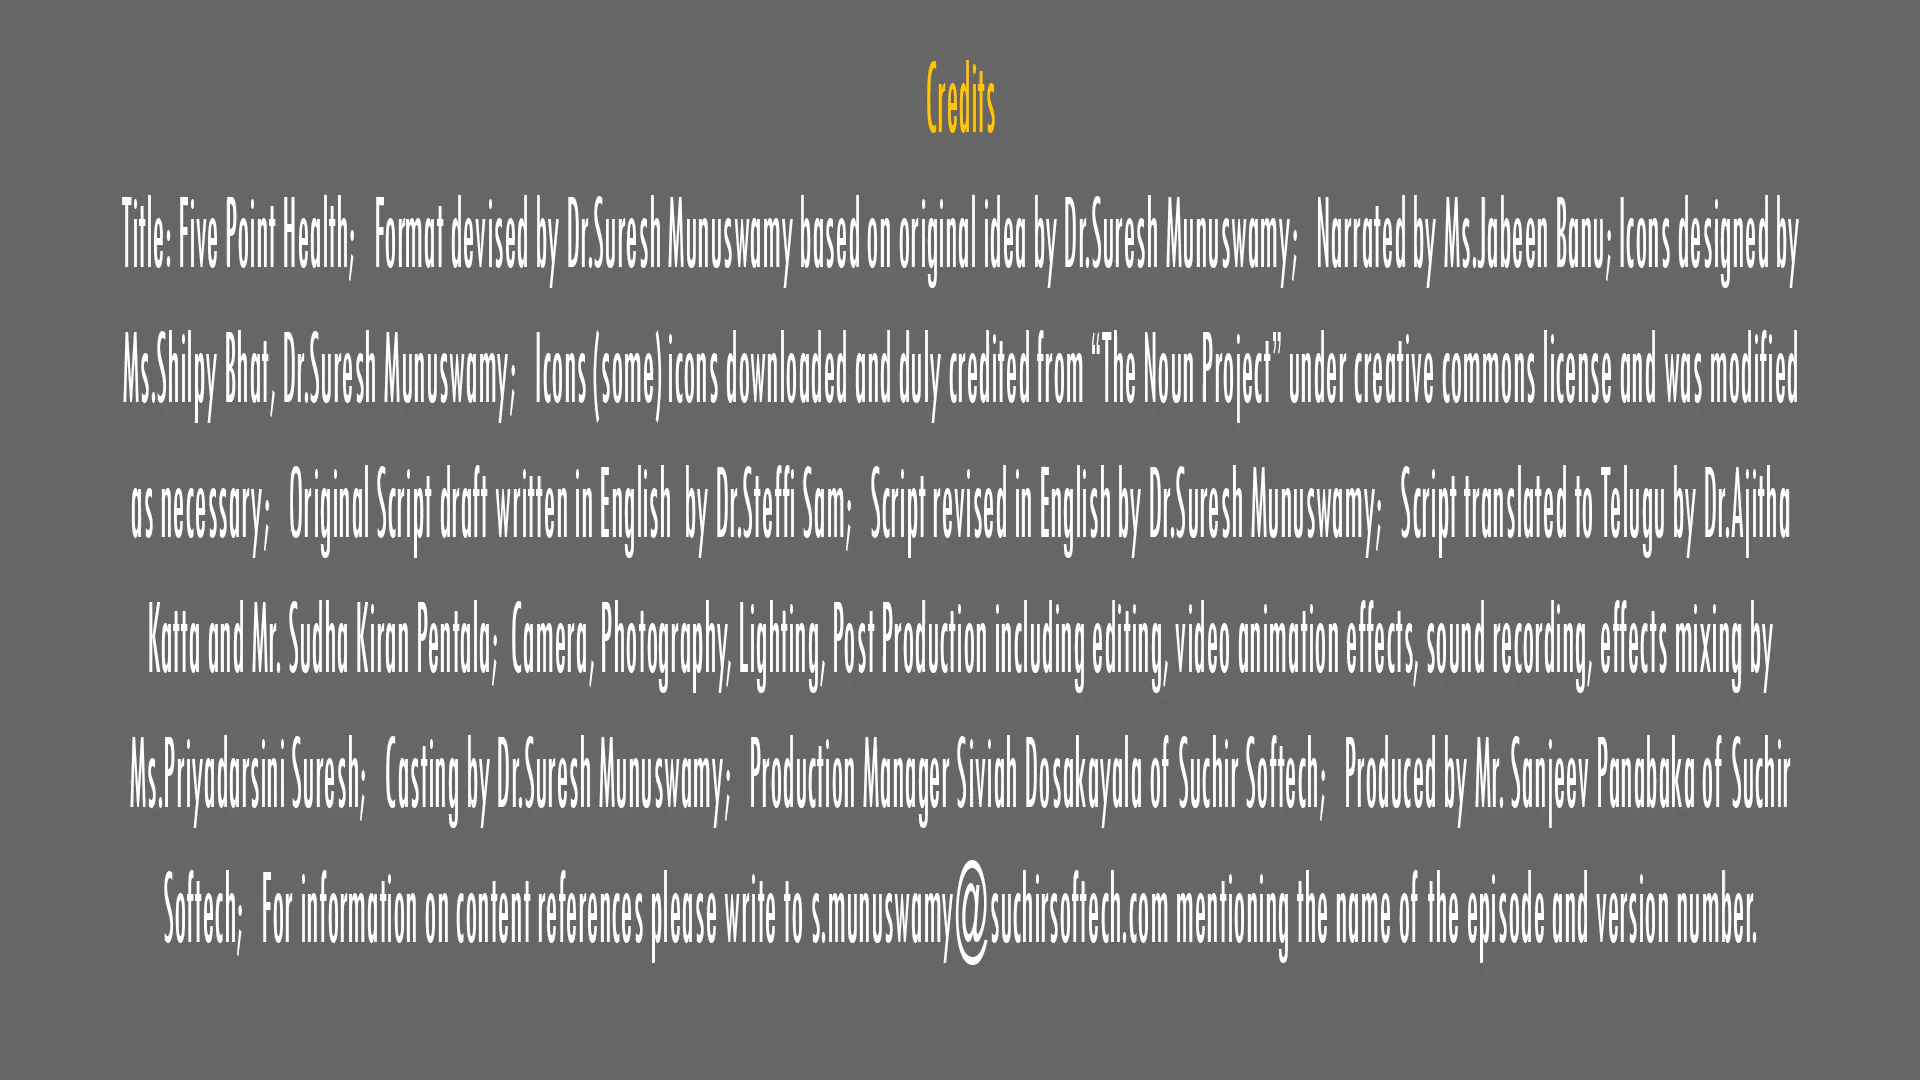 Credits
Title: Five Point Health;   Format devised by Dr.Suresh Munuswamy based on original idea by Dr.Suresh Munuswamy;   Narrated by Ms.Jabeen Banu; Icons designed by
Ms.Shilpy Bhat, Dr.Suresh Munuswamy;   Icons (some) icons downloaded and duly credited from “The Noun Project” under creative commons license and was modified
as necessary;   Original Script draft written in English  by Dr.Steffi Sam;   Script revised in English by Dr.Suresh Munuswamy;   Script translated to Telugu by Dr.Ajitha
Katta and Mr. Sudha Kiran Pentala;  Camera, Photography, Lighting, Post Production including editing, video animation effects, sound recording, effects mixing by
Ms.Priyadarsini Suresh;   Casting by Dr.Suresh Munuswamy;   Production Manager Siviah Dosakayala of Suchir Softech;   Produced by Mr. Sanjeev Panabaka of Suchir
Softech;   For information on content references please write to s.munuswamy@suchirsoftech.com mentioning the name of the episode and version number.